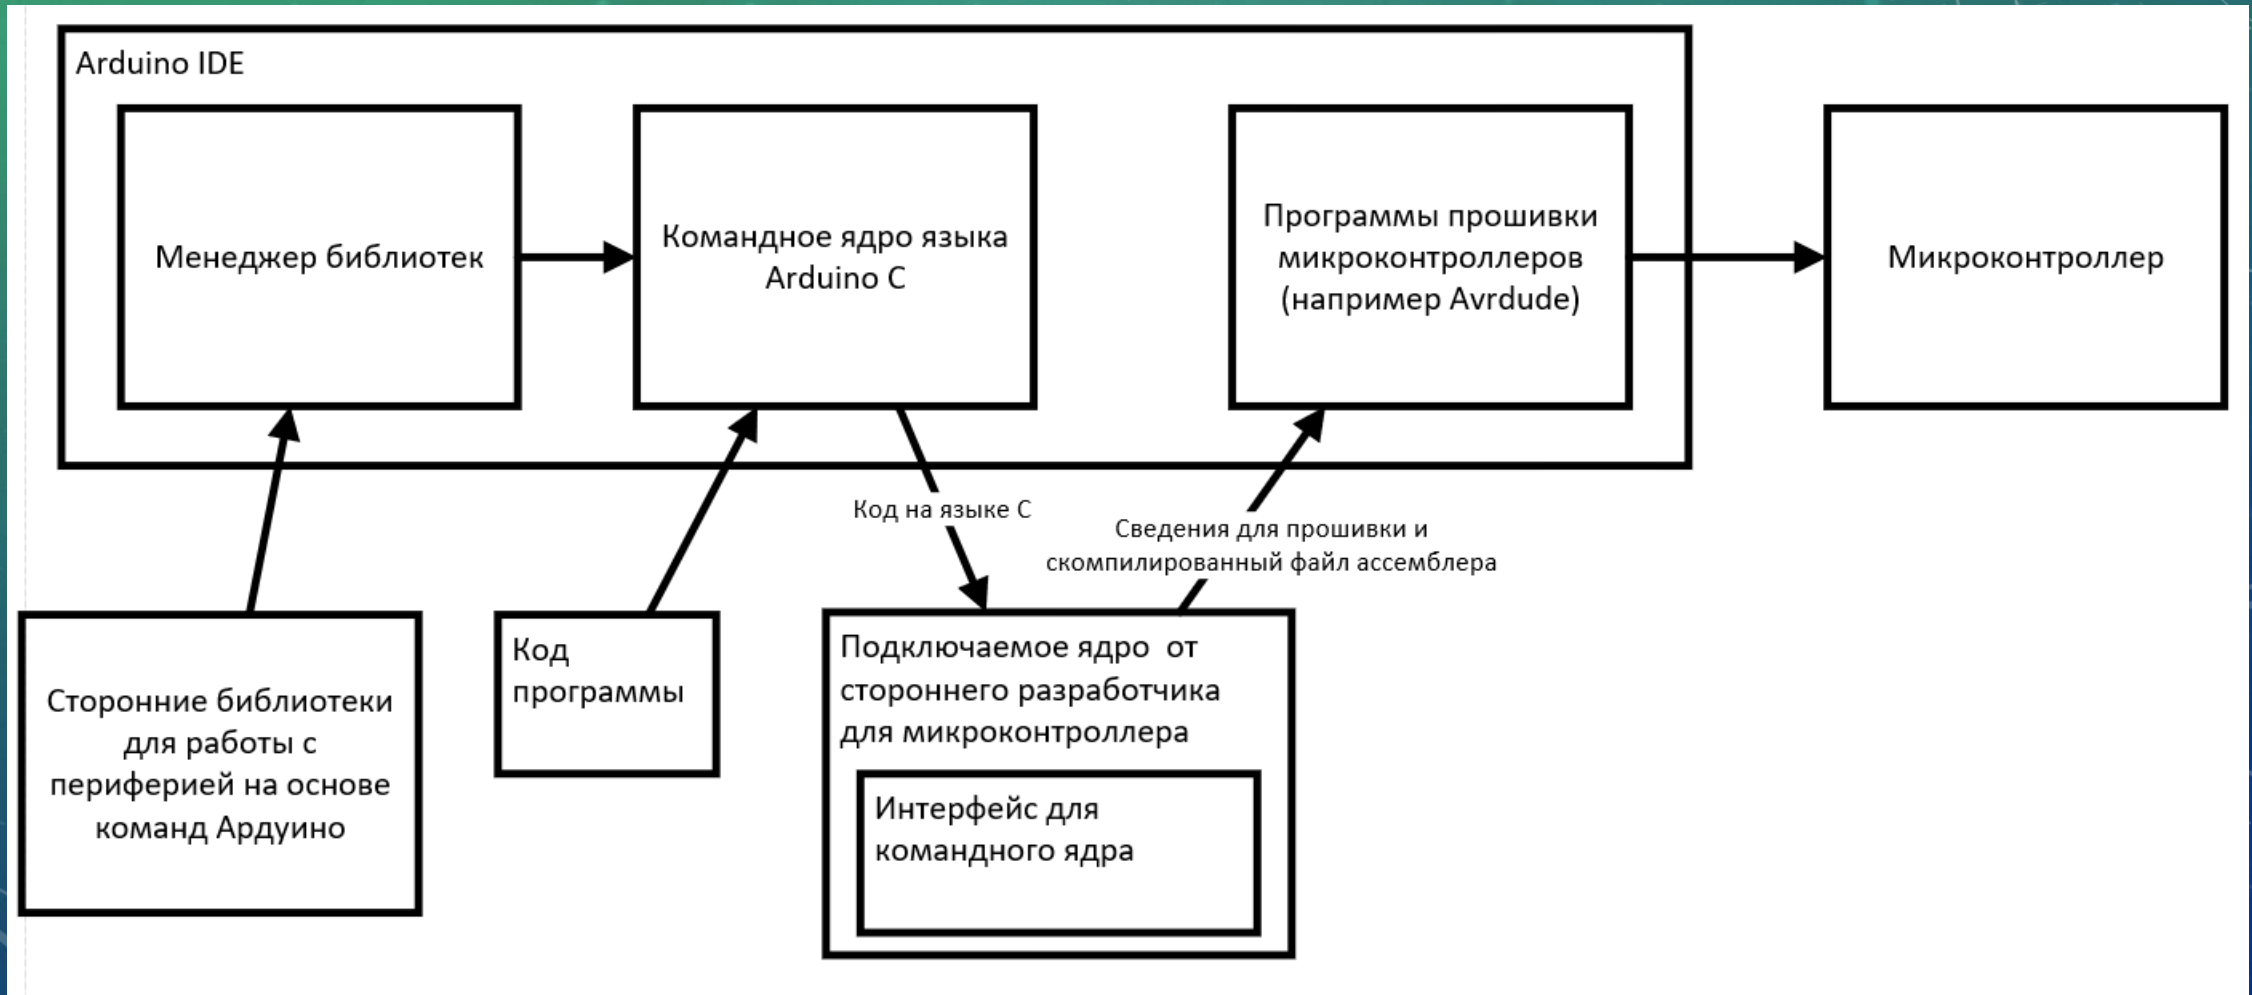 Arduino IDE
Менеджер библиотек
Командное ядро языка
Arduino C
Программы прошивки
микроконтроллеров
(например Avrdude)
Микроконтроллер
Код на языке C
Сведения для прошивки и
скомпилированный файл ассемблера
Сторонние библиотеки
для работы с
периферией на основе
команд Ардуино
Код
программы
Подключаемое ядро от
стороннего разработчика
для микроконтроллера
Интерфейс для
командного ядра